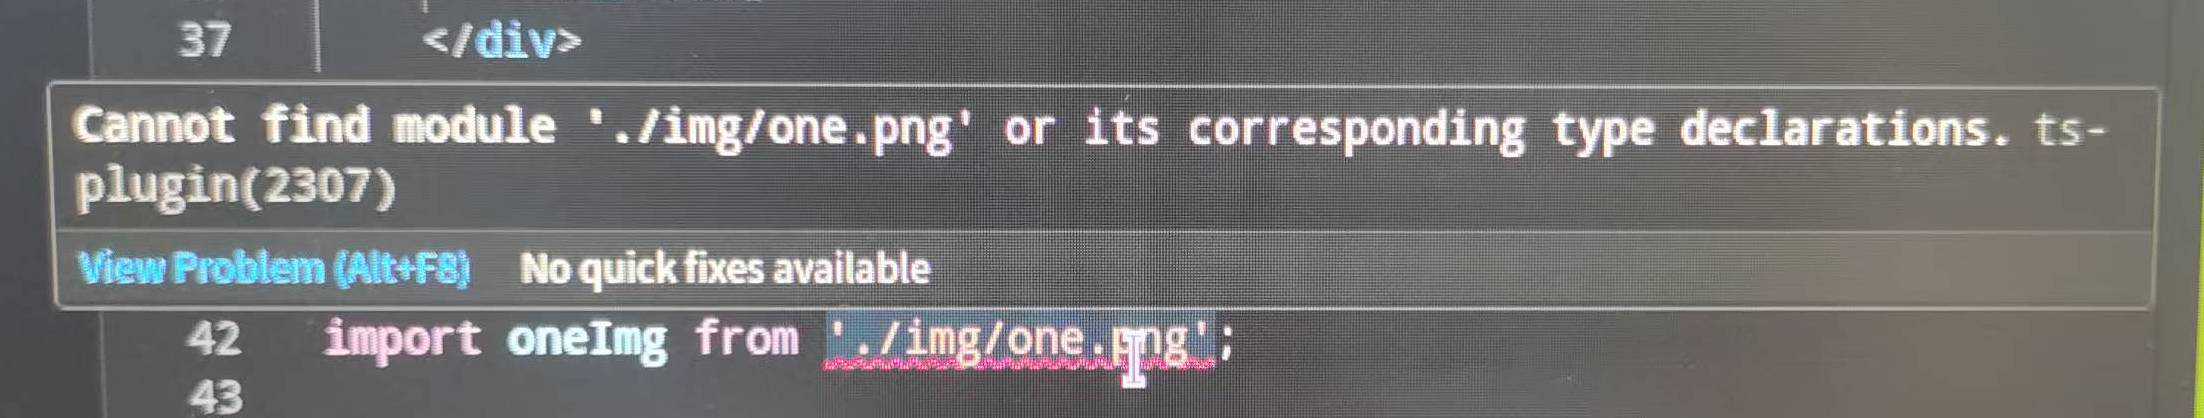 37 </div>
Cannot find module './img/one.png' or its corresponding type declarations. ts-
plugin(2307)
View Problem (Alt+F8) No quick fixes available
42 import oneImg from './img/one.png';
43